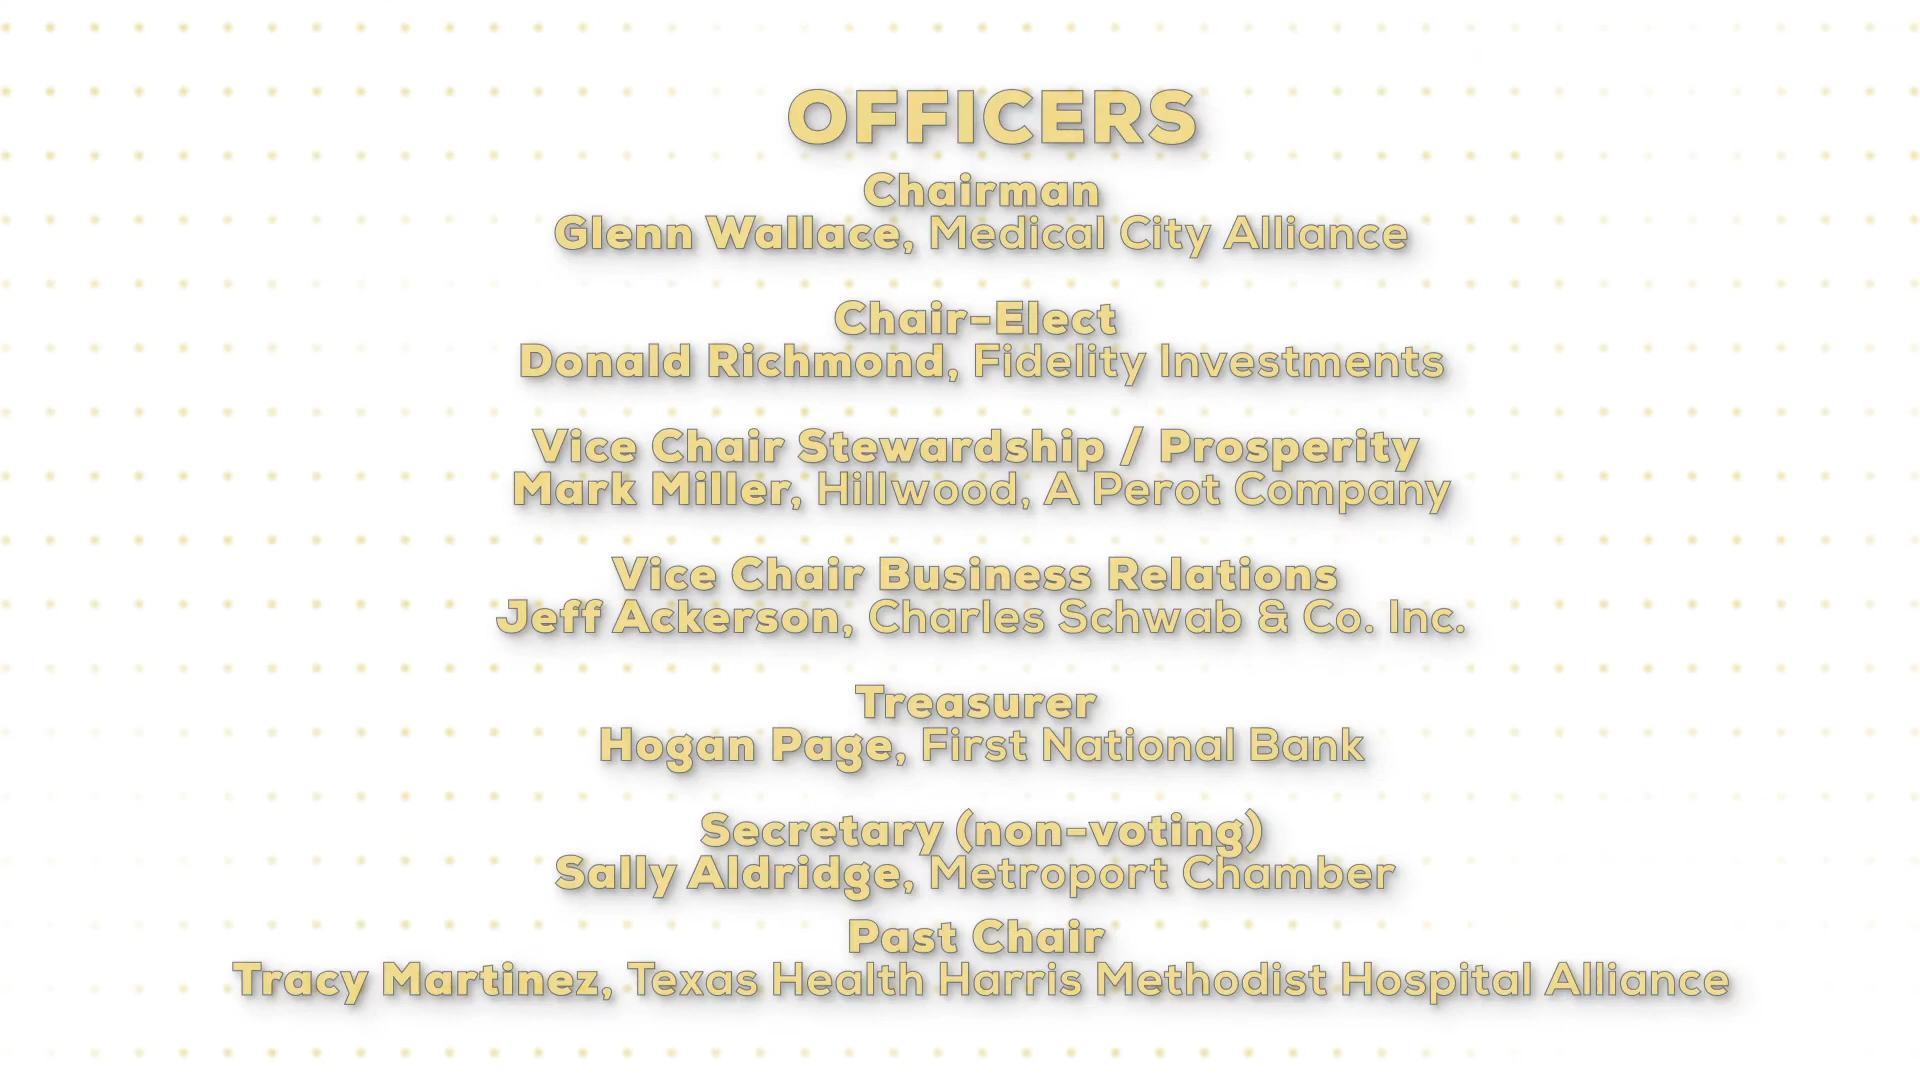 OFFICERS
Chairman
Glenn Wallace, Medical City Alliance
Chair-Elect
Donald Richmond, Fidelity Investments
Vice Chair Stewardship / Prosperity
Mark Miller, Hillwood, A Perot Company
Vice Chair Business Relations
Jeff Ackerson, Charles Schwab & Co. Inc.
Treasurer
Hogan Page, First National Bank
Secretary (non-voting)
Sally Aldridge, Metroport Chamber
Past Chair
Tracy Martinez, Texas Health Harris Methodist Hospital Alliance